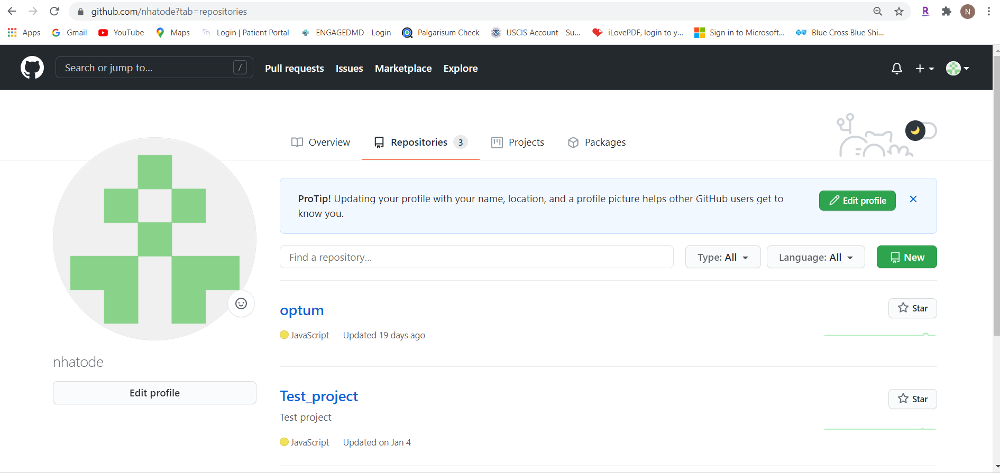 github.com/nhatode?tab=repositories
N
Apps Gmail YouTube Maps Login | Patient Portal ENGAGEDMD - Login Palgarisum Check USCIS Account - Su... iLovePDF, login to y... Sign in to Microsoft... Blue Cross Blue Shi...
Search or jump to... / Pull requests Issues Marketplace Explore
Overview Repositories 3 Projects Packages
ProTip! Updating your profile with your name, location, and a profile picture helps other GitHub users get to
know you.
Edit profile
Find a repository... Type: All Language: All New
optum Star
JavaScript Updated 19 days ago
nhatode
Edit profile
Test_project Star
Test project
JavaScript Updated on Jan 4